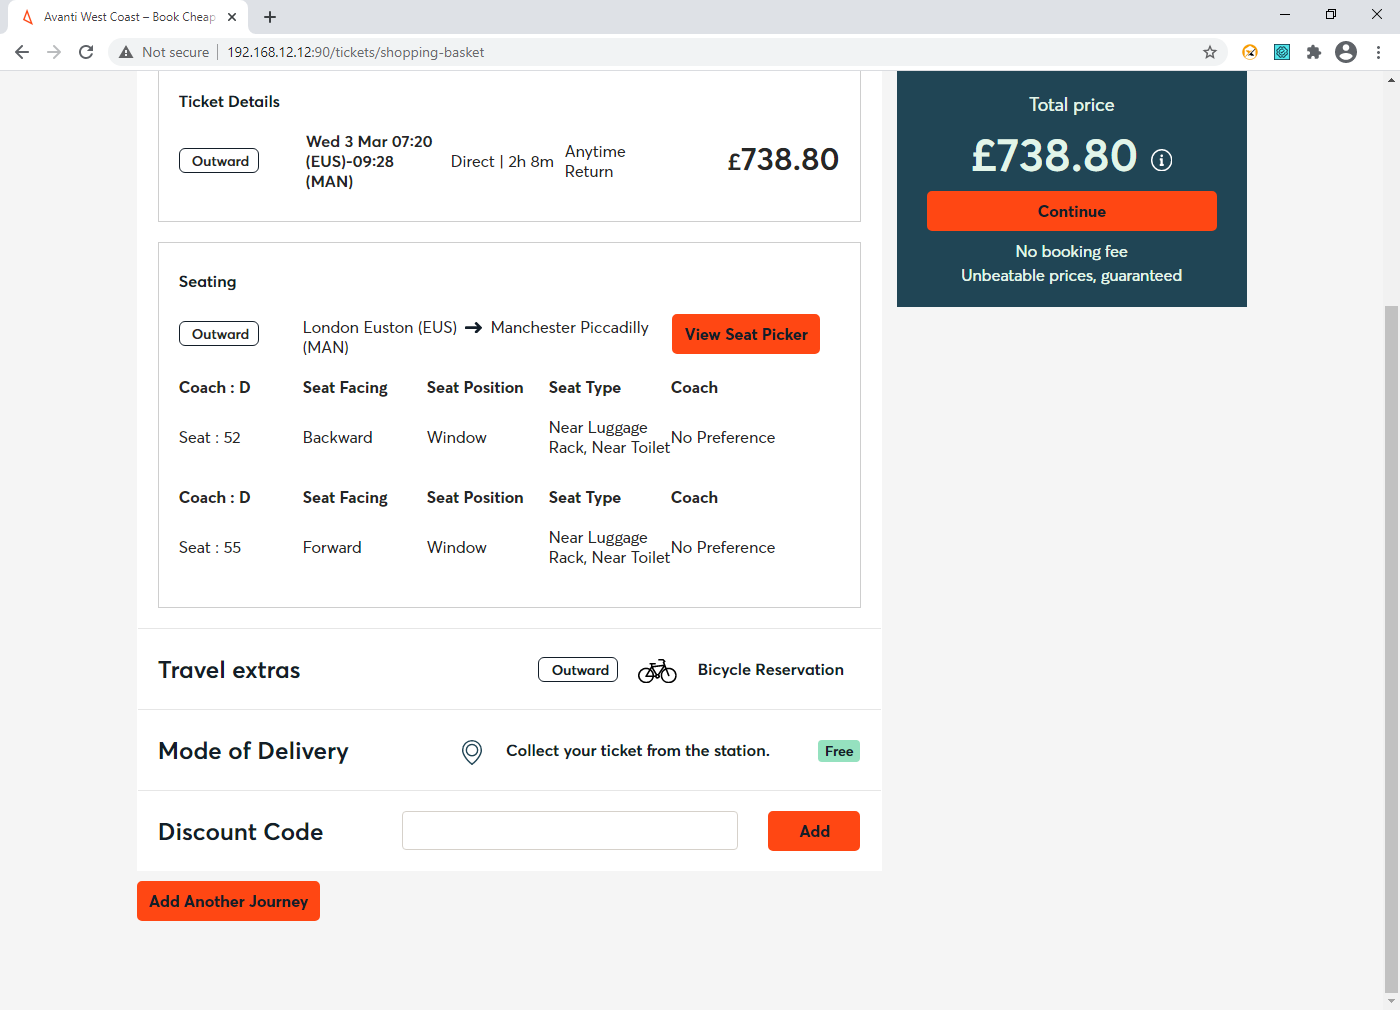 Avanti West Coast – Book Cheap
Not secure | 192.168.12.12:90/tickets/shopping-basket
Ticket Details
Outward
Wed 3 Mar 07:20
(EUS)-09:28
(MAN)
Direct | 2h 8m
Anytime
Return
£738.80
Total price
£738.80
Continue
No booking fee
Unbeatable prices, guaranteed
Seating
Outward
London Euston (EUS) → Manchester Piccadilly
(MAN)
View Seat Picker
Coach : D Seat Facing Seat Position Seat Type Coach
Seat : 52 Backward Window Near Luggage
Rack, Near Toilet No Preference
Coach : D Seat Facing Seat Position Seat Type Coach
Seat : 55 Forward Window Near Luggage
Rack, Near Toilet No Preference
Travel extras Outward Bicycle Reservation
Mode of Delivery Collect your ticket from the station. Free
Discount Code Add
Add Another Journey